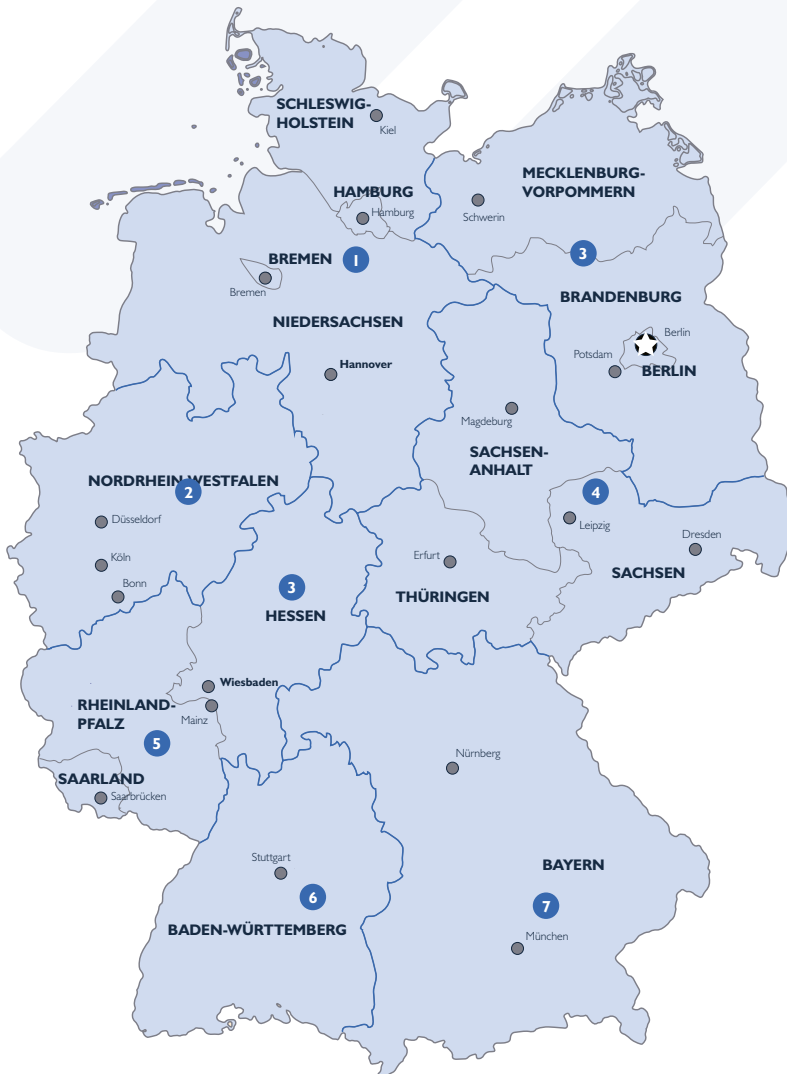 SCHLESWIG-
HOLSTEIN
Kiel
MECKLENBURG-
VORPOMMERN
HAMBURG
Hamburg
Schwerin
BREMEN
1
3
Bremen
BRANDENBURG
NIEDERSACHSEN
Berlin
Potsdam
BERLIN
Hannover
Magdeburg
SACHSEN-
ANHALT
NORDRHEIN-WESTFALEN
2
4
Düsseldorf
Leipzig
Dresden
Köln
Erfurt
SACHSEN
Bonn
3
THÜRINGEN
HESSEN
Wiesbaden
RHEINLAND-
PFALZ
Mainz
5
Nürnberg
SAARLAND
Saarbrücken
Stuttgart
BAYERN
6
7
BADEN-WÜRTTEMBERG
München